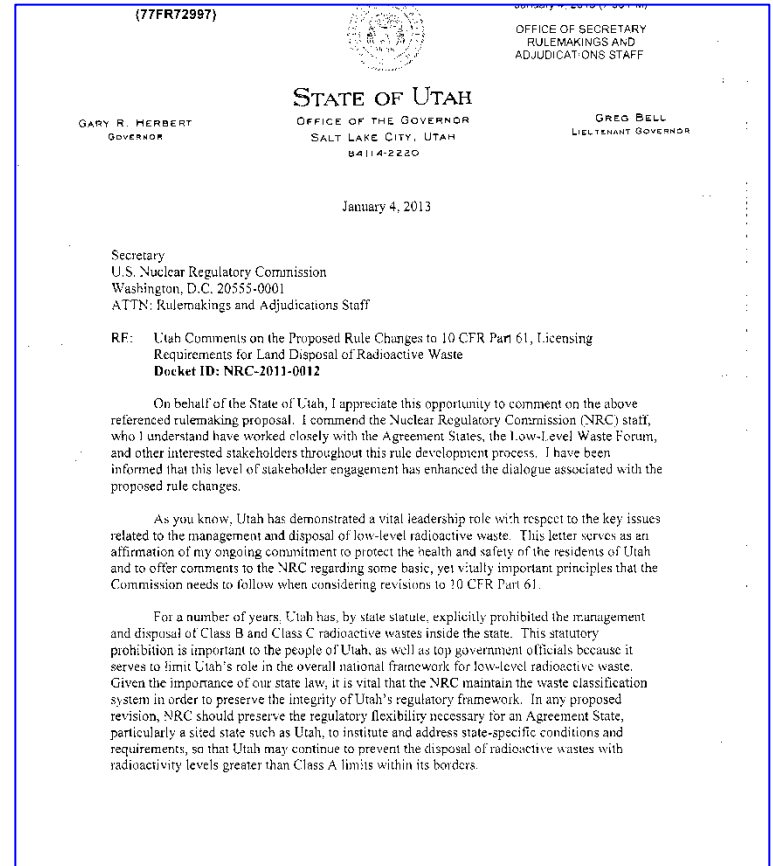 (77FR72997)
OFFICE OF SECRETARY
RULEMAKINGS AND
ADJUDICATIONS STAFF
STATE OF UTAH
GARY R. HERBERT
GOVERNOR
OFFICE OF THE GOVERNOR
SALT LAKE CITY, UTAH
84114-2220
GREG BELL
LIEUTENANT GOVERNOR
January 4, 2013
Secretary
U.S. Nuclear Regulatory Commission
Washington, D.C. 20555-0001
ATTN: Rulemakings and Adjudications Staff
RE: Utah Comments on the Proposed Rule Changes to 10 CFR Part 61, Licensing
Requirements for Land Disposal of Radioactive Waste
Docket ID: NRC-2011-0012
On behalf of the State of Utah, I appreciate this opportunity to comment on the above
referenced rulemaking proposal. I commend the Nuclear Regulatory Commission (NRC) staff,
who I understand have worked closely with the Agreement States, the Low-Level Waste Forum,
and other interested stakeholders throughout this rule development process. I have been
informed that this level of stakeholder engagement has enhanced the dialogue associated with the
proposed rule changes.
As you know, Utah has demonstrated a vital leadership role with respect to the key issues
related to the management and disposal of low-level radioactive waste. This letter serves as an
affirmation of my ongoing commitment to protect the health and safety of the residents of Utah
and to offer comments to the NRC regarding some basic, yet vitally important principles that the
Commission needs to follow when considering revisions to 10 CFR Part 61.
For a number of years, Utah has, by state statute, explicitly prohibited the management
and disposal of Class B and Class C radioactive wastes inside the state. This statutory
prohibition is important to the people of Utah, as well as top government officials because it
serves to limit Utah's role in the overall national framework for low-level radioactive waste.
Given the importance of our state law, it is vital that the NRC maintain the waste classification
system in order to preserve the integrity of Utah's regulatory framework. In any proposed
revision, NRC should preserve the regulatory flexibility necessary for an Agreement State,
particularly a sited state such as Utah, to institute and address state-specific conditions and
requirements, so that Utah may continue to prevent the disposal of radioactive wastes with
radioactivity levels greater than Class A limits within its borders.